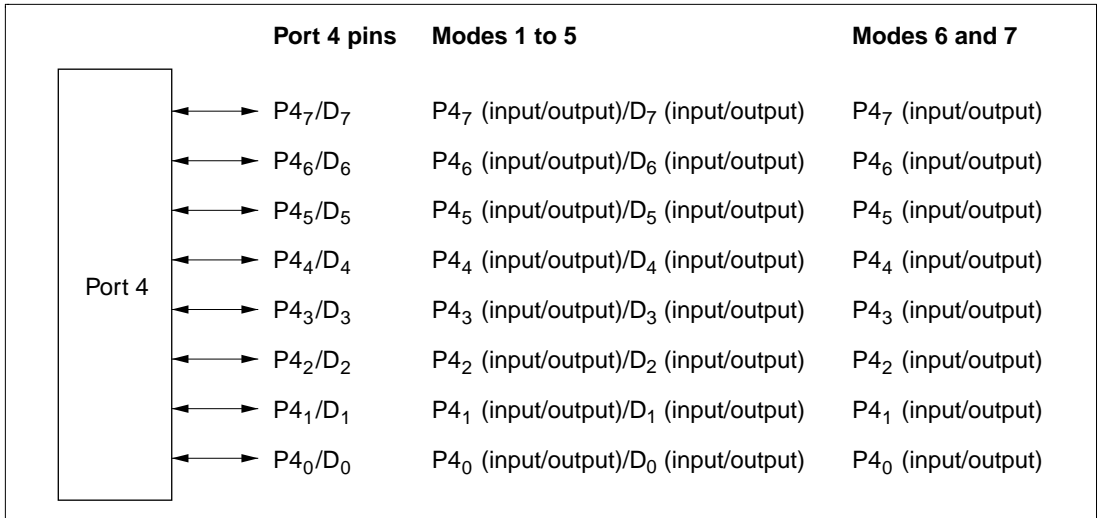 Port 4 pins Modes 1 to 5 Modes 6 and 7
P4₇/D₇ P4₇ (input/output)/D₇ (input/output) P4₇ (input/output)
P4₆/D₆ P4₆ (input/output)/D₆ (input/output) P4₆ (input/output)
P4₅/D₅ P4₅ (input/output)/D₅ (input/output) P4₅ (input/output)
P4₄/D₄ P4₄ (input/output)/D₄ (input/output) P4₄ (input/output)
Port 4
P4₃/D₃ P4₃ (input/output)/D₃ (input/output) P4₃ (input/output)
P4₂/D₂ P4₂ (input/output)/D₂ (input/output) P4₂ (input/output)
P4₁/D₁ P4₁ (input/output)/D₁ (input/output) P4₁ (input/output)
P4₀/D₀ P4₀ (input/output)/D₀ (input/output) P4₀ (input/output)